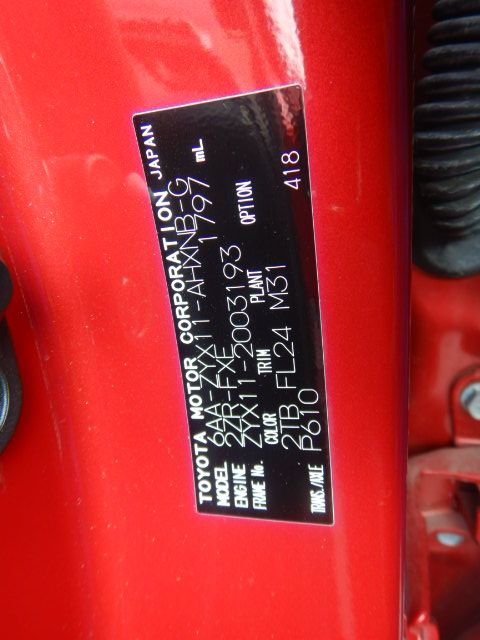 TOYOTA MOTOR CORPORATION JAPAN
MODEL 6AA-ZYX11-AHXNB-G
ENGINE 2ZR-FXE 1797 mL
FRAME No. ZYX11-2003193
COLOR TRIM PLANT OPTION
2TB FL24 M31 418
TRANS./AXLE P610